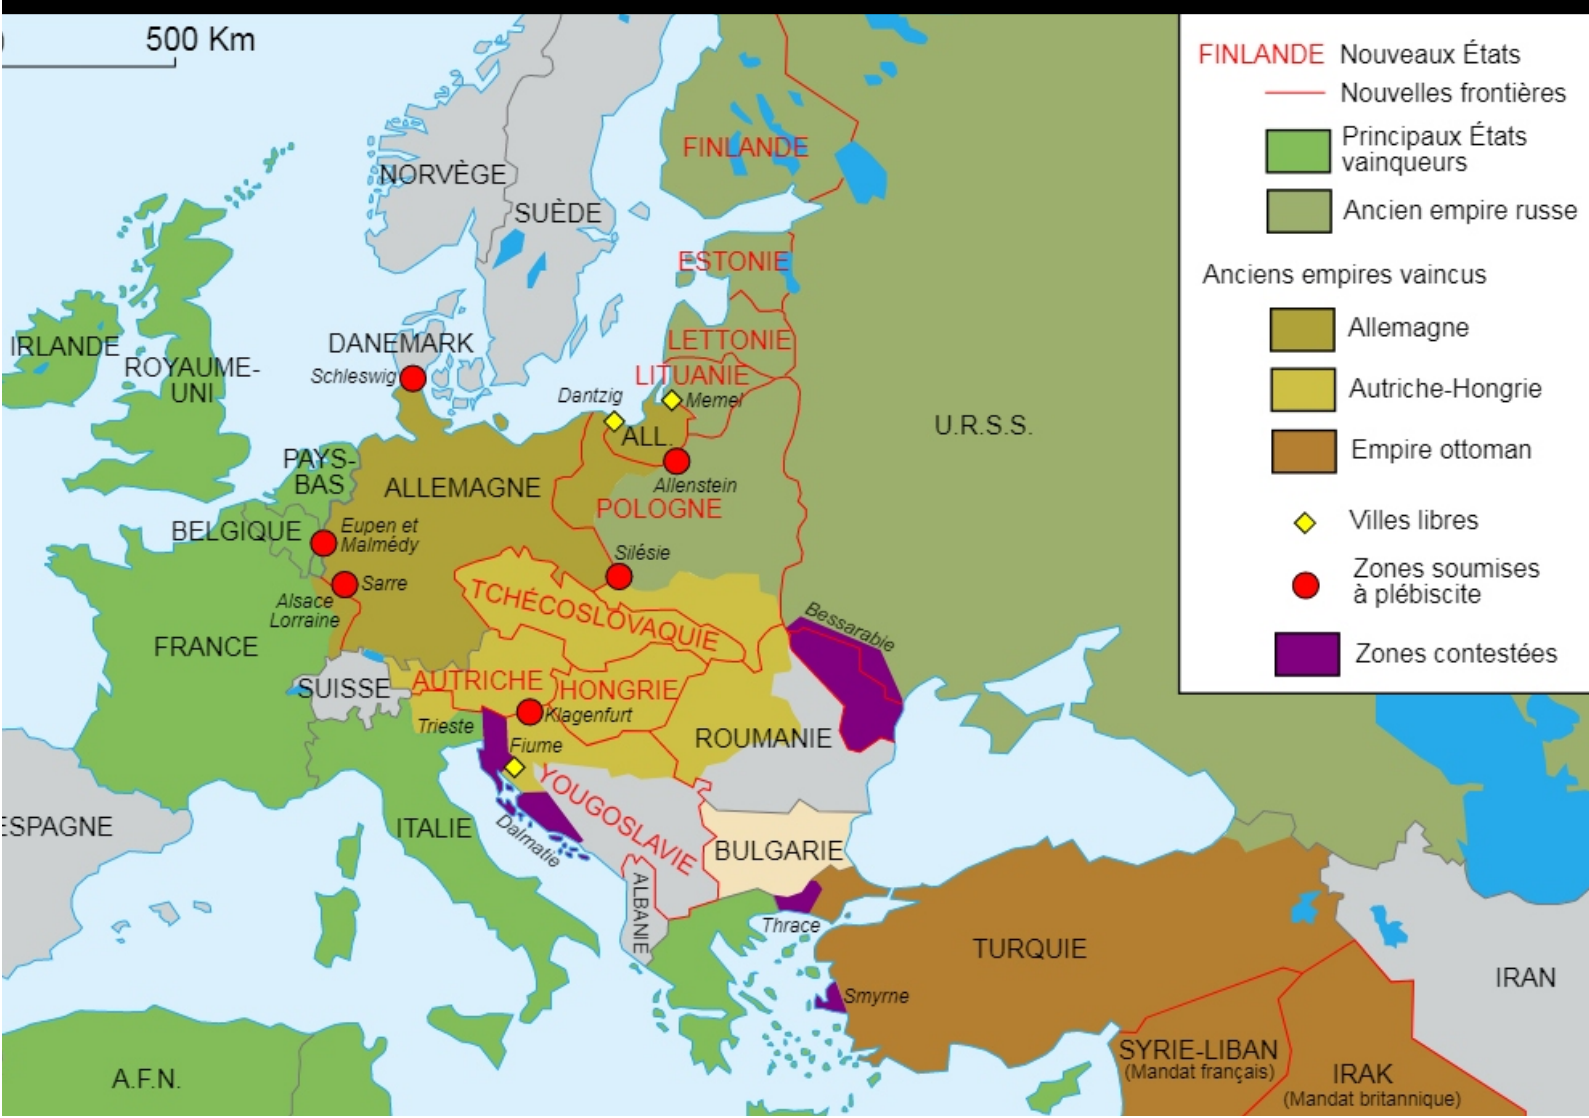 500 Km
NORVÈGE
SUÈDE
FINLANDE
ESTONIE
LETTONIE
LITUANIE
Memel
Dantzig
ALL.
Allenstein
IRLANDE
ROYAUME-
UNI
DANEMARK
Schleswig
PAYS-
BAS
ALLEMAGNE
BELGIQUE
Eupen et
Malmédy
Sarre
Alsace
Lorraine
FRANCE
POLOGNE
Silésie
TCHÉCOSLOVAQUIE
U.R.S.S.
Bessarabie
SUISSE
AUTRICHE
HONGRIE
Klagenfurt
Trieste
Fiume
ROUMANIE
YOUGOSLAVIE
Dalmatie
ESPAGNE
ITALIE
BULGARIE
ALBANIE
Thrace
TURQUIE
Smyrne
IRAN
A.F.N.
SYRIE-LIBAN
(Mandat français)
IRAK
(Mandat britannique)
FINLANDE Nouveaux États
Nouvelles frontières
Principaux États
vainqueurs
Ancien empire russe
Anciens empires vaincus
Allemagne
Autriche-Hongrie
Empire ottoman
Villes libres
Zones soumises
à plébiscite
Zones contestées